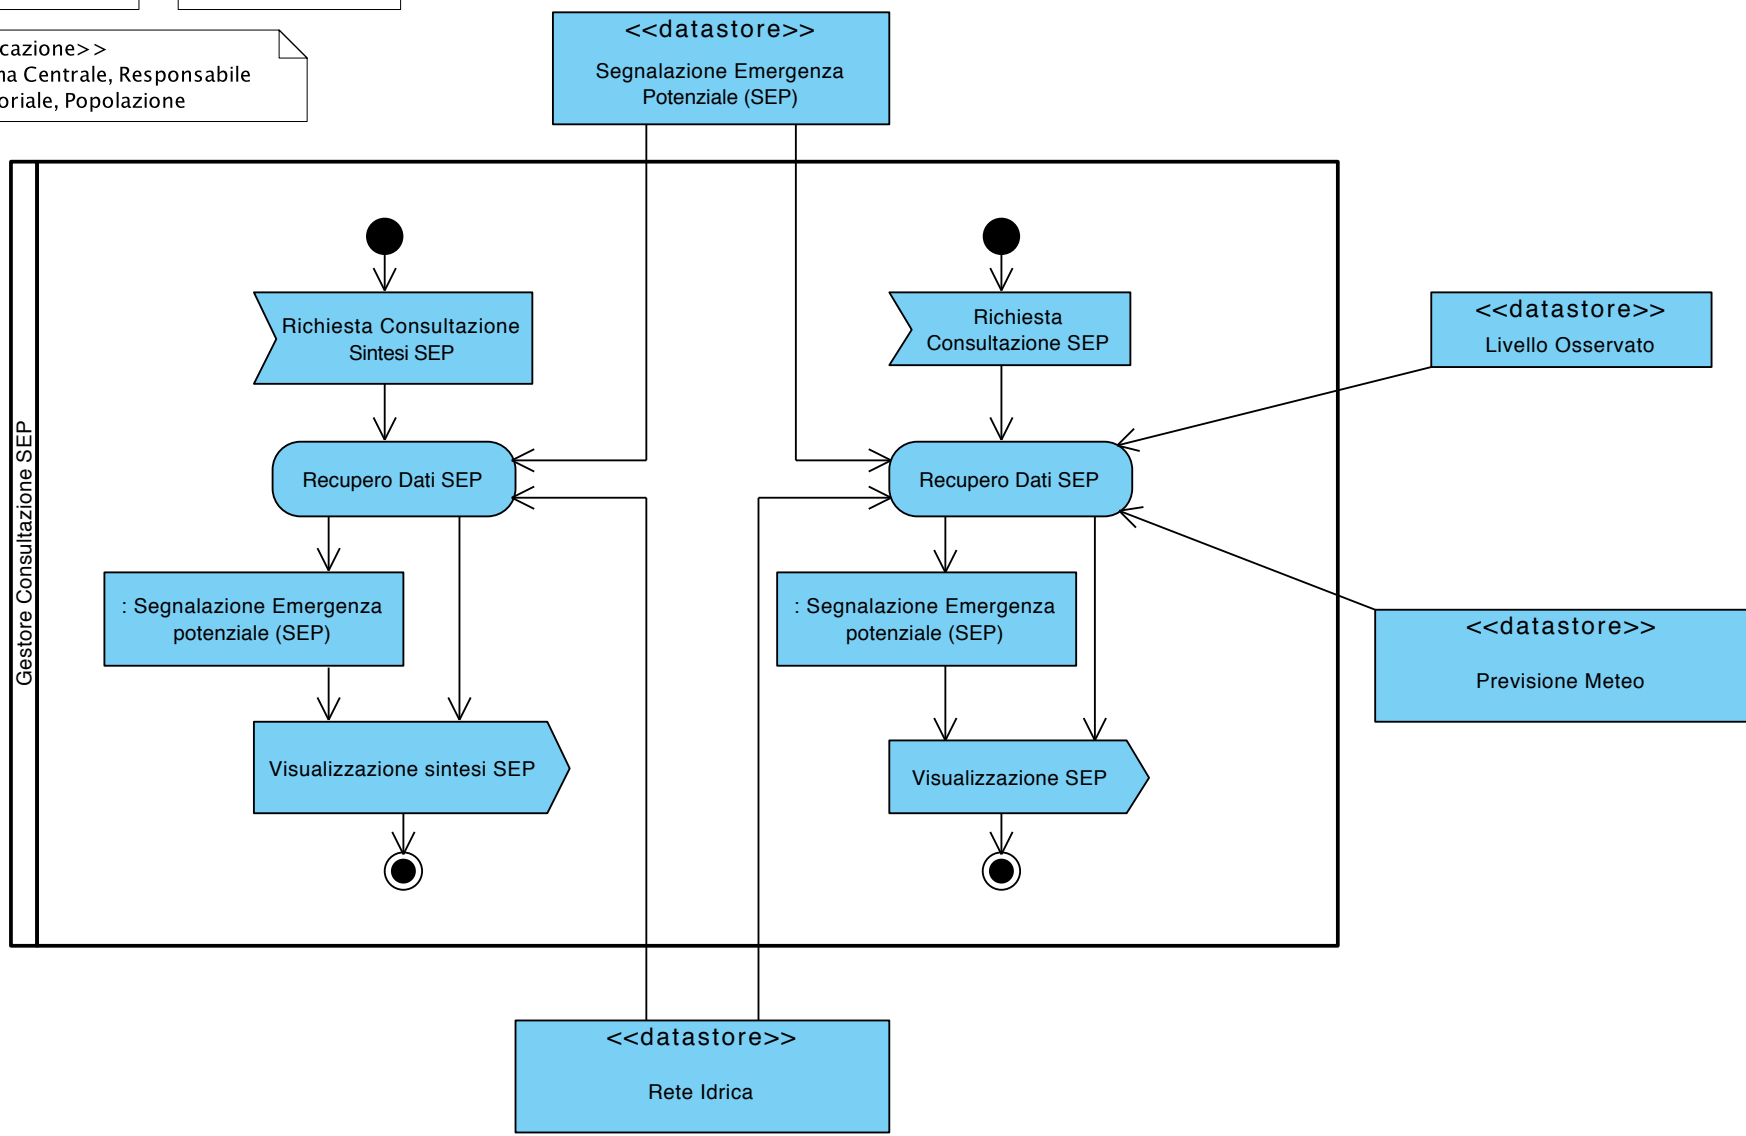 <<datastore>>
Segnalazione Emergenza
Potenziale (SEP)
cazione>>
Centrale, Responsabile
oriale, Popolazione
Gestore Consultazione SEP
Richiesta Consultazione
Sintesi SEP
Recupero Dati SEP
: Segnalazione Emergenza
potenziale (SEP)
Visualizzazione sintesi SEP
Richiesta
Consultazione SEP
Recupero Dati SEP
: Segnalazione Emergenza
potenziale (SEP)
Visualizzazione SEP
<<datastore>>
Livello Osservato
<<datastore>>
Previsione Meteo
<<datastore>>
Rete Idrica